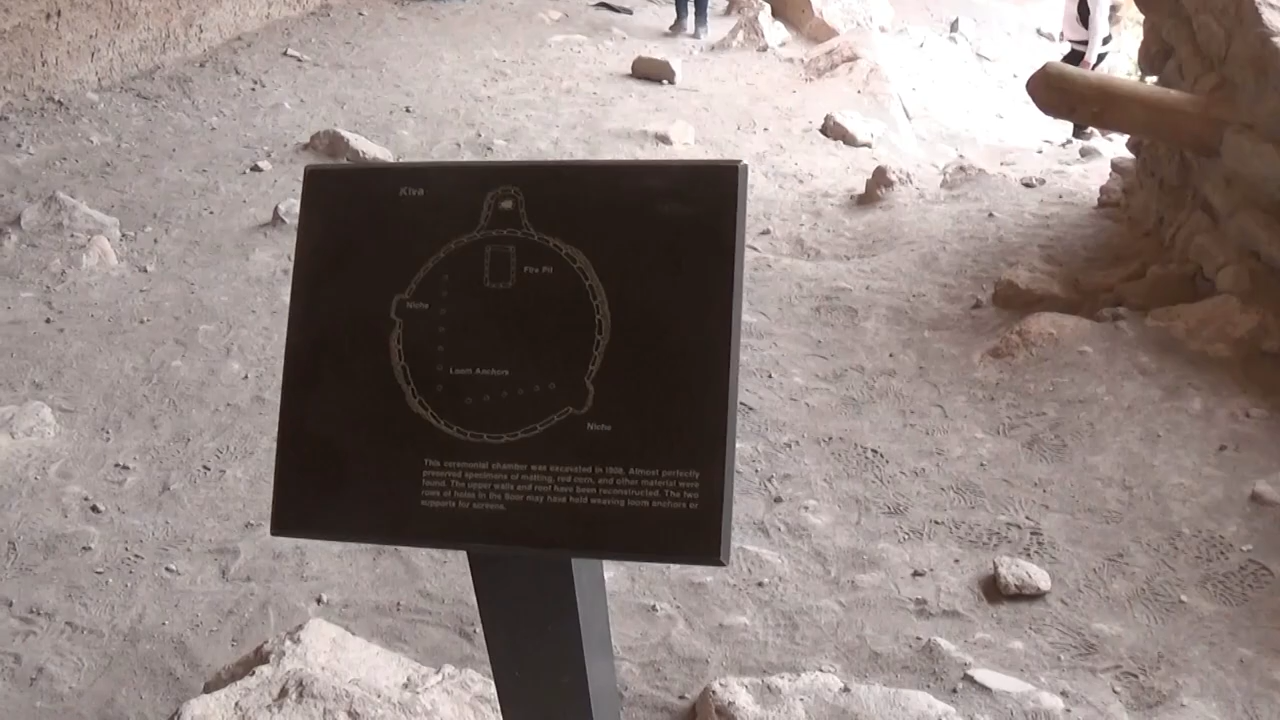 Kiva
Fire Pit
Niche
Loom Anchors
Niche
This ceremonial chamber was excavated in 1908. Almost perfectly
preserved specimens of matting, red corn, and other material were
found. The upper walls and roof have been reconstructed. The two
rows of holes in the floor may have held weaving loom anchors or
supports for screens.